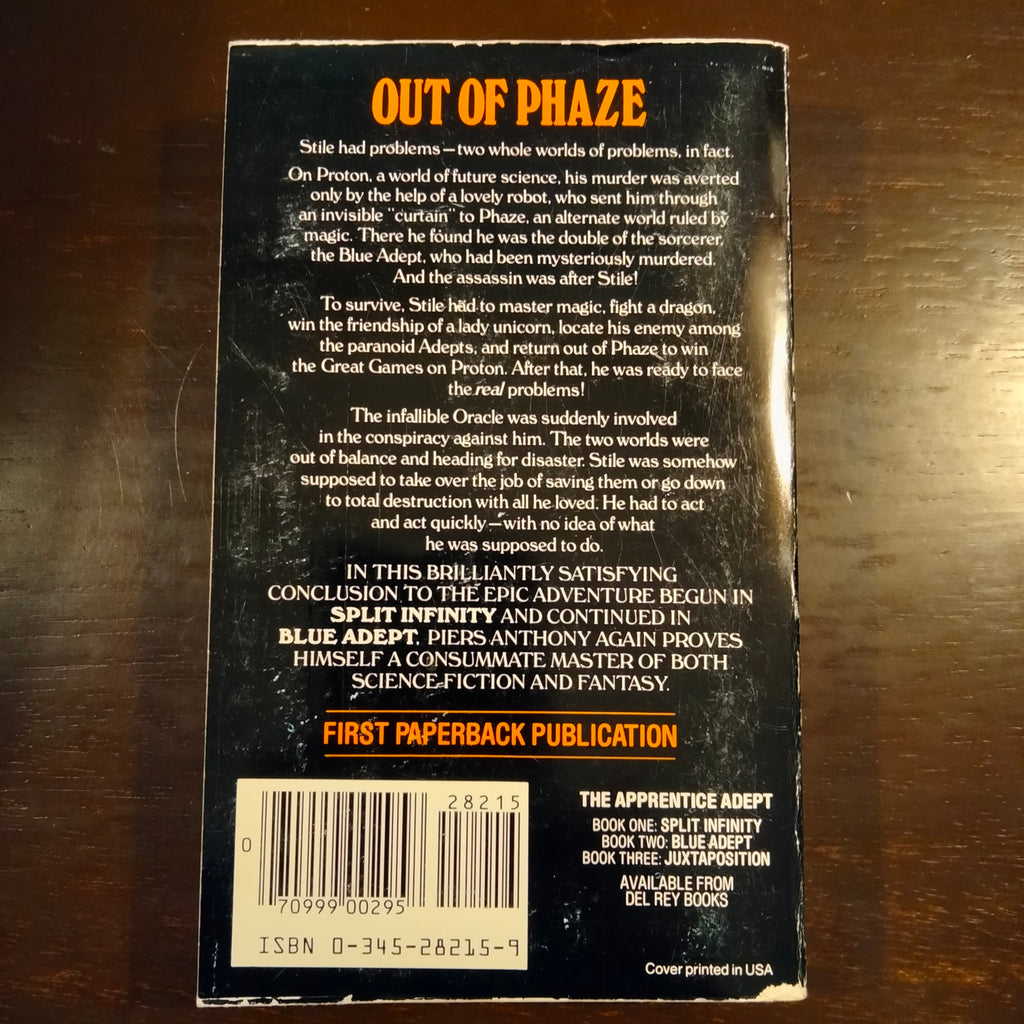 OUT OF PHAZE
Stile had problems—two whole worlds of problems, in fact.
On Proton, a world of future science, his murder was averted
only by the help of a lovely robot, who sent him through
an invisible "curtain" to Phaze, an alternate world ruled by
magic. There he found he was the double of the sorcerer,
the Blue Adept, who had been mysteriously murdered.
And the assassin was after Stile!
To survive, Stile had to master magic, fight a dragon,
win the friendship of a lady unicorn, locate his enemy among
the paranoid Adepts, and return out of Phaze to win
the Great Games on Proton. After that, he was ready to face
the real problems!
The infallible Oracle was suddenly involved
in the conspiracy against him. The two worlds were
out of balance and heading for disaster. Stile was somehow
supposed to take over the job of saving them or go down
to total destruction with all he loved. He had to act
and act quickly—with no idea of what
he was supposed to do.
IN THIS BRILLIANTLY SATISFYING
CONCLUSION TO THE EPIC ADVENTURE BEGUN IN
SPLIT INFINITY AND CONTINUED IN
BLUE ADEPT, PIERS ANTHONY AGAIN PROVES
HIMSELF A CONSUMMATE MASTER OF BOTH
SCIENCE FICTION AND FANTASY.
FIRST PAPERBACK PUBLICATION
28215
0
70999 00295
ISBN 0-345-28215-9
THE APPRENTICE ADEPT
BOOK ONE: SPLIT INFINITY
BOOK TWO: BLUE ADEPT
BOOK THREE: JUXTAPOSITION
AVAILABLE FROM
DEL REY BOOKS
Cover printed in USA